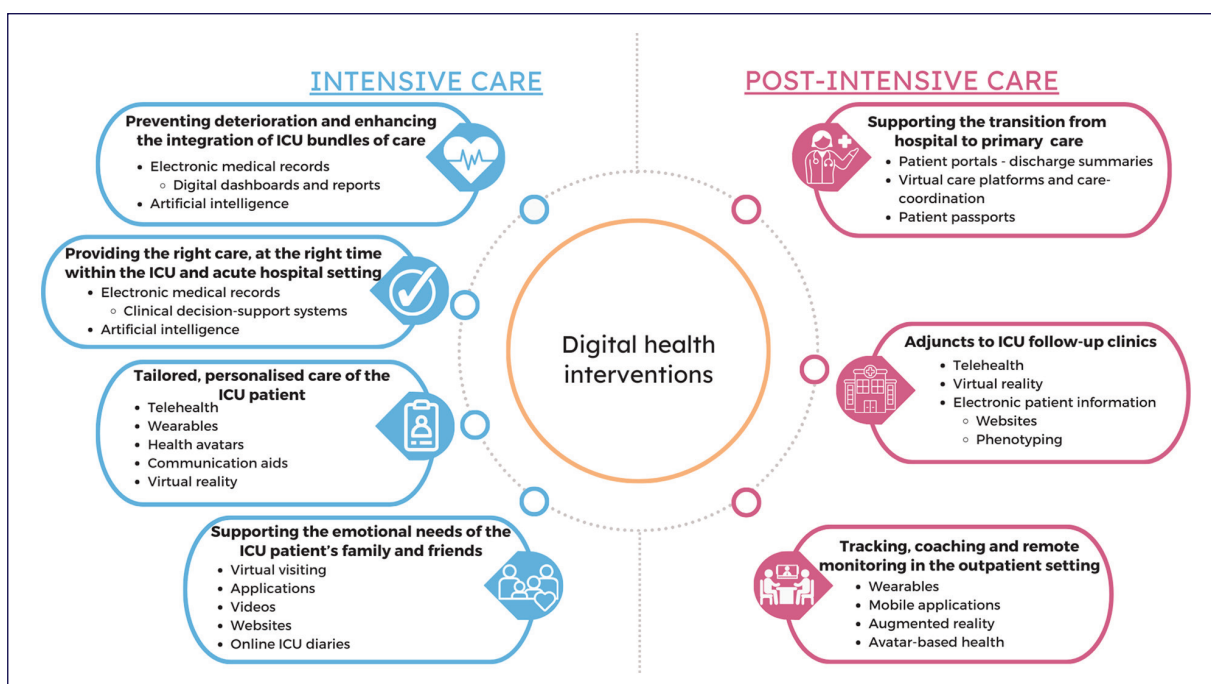 INTENSIVE CARE
Preventing deterioration and enhancing
the integration of ICU bundles of care
• Electronic medical records
◦ Digital dashboards and reports
• Artificial intelligence
Providing the right care, at the right time
within the ICU and acute hospital setting
• Electronic medical records
◦ Clinical decision-support systems
• Artificial intelligence
Tailored, personalised care of the
ICU patient
• Telehealth
• Wearables
• Health avatars
• Communication aids
• Virtual reality
Supporting the emotional needs of the
ICU patient's family and friends
• Virtual visiting
• Applications
• Videos
• Websites
• Online ICU diaries
Digital health
interventions
POST-INTENSIVE CARE
Supporting the transition from
hospital to primary care
• Patient portals - discharge summaries
• Virtual care platforms and care-
coordination
• Patient passports
Adjuncts to ICU follow-up clinics
• Telehealth
• Virtual reality
• Electronic patient information
◦ Websites
◦ Phenotyping
Tracking, coaching and remote
monitoring in the outpatient setting
• Wearables
• Mobile applications
• Augmented reality
• Avatar-based health